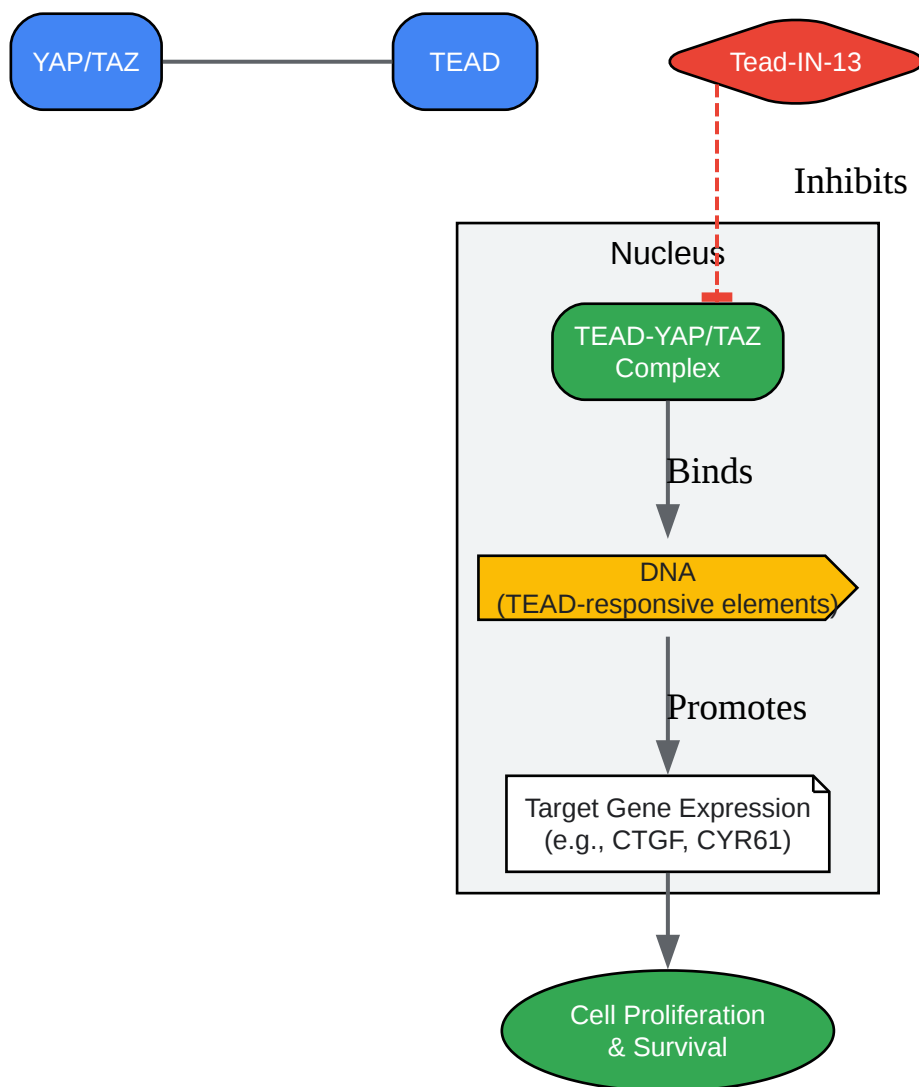 YAP/TAZ
TEAD
Tead-IN-13
Inhibits
Nucleus
TEAD-YAP/TAZ
Complex
Binds
DNA
(TEAD-responsive elements)
Promotes
Target Gene Expression
(e.g., CTGF, CYR61)
Cell Proliferation
& Survival